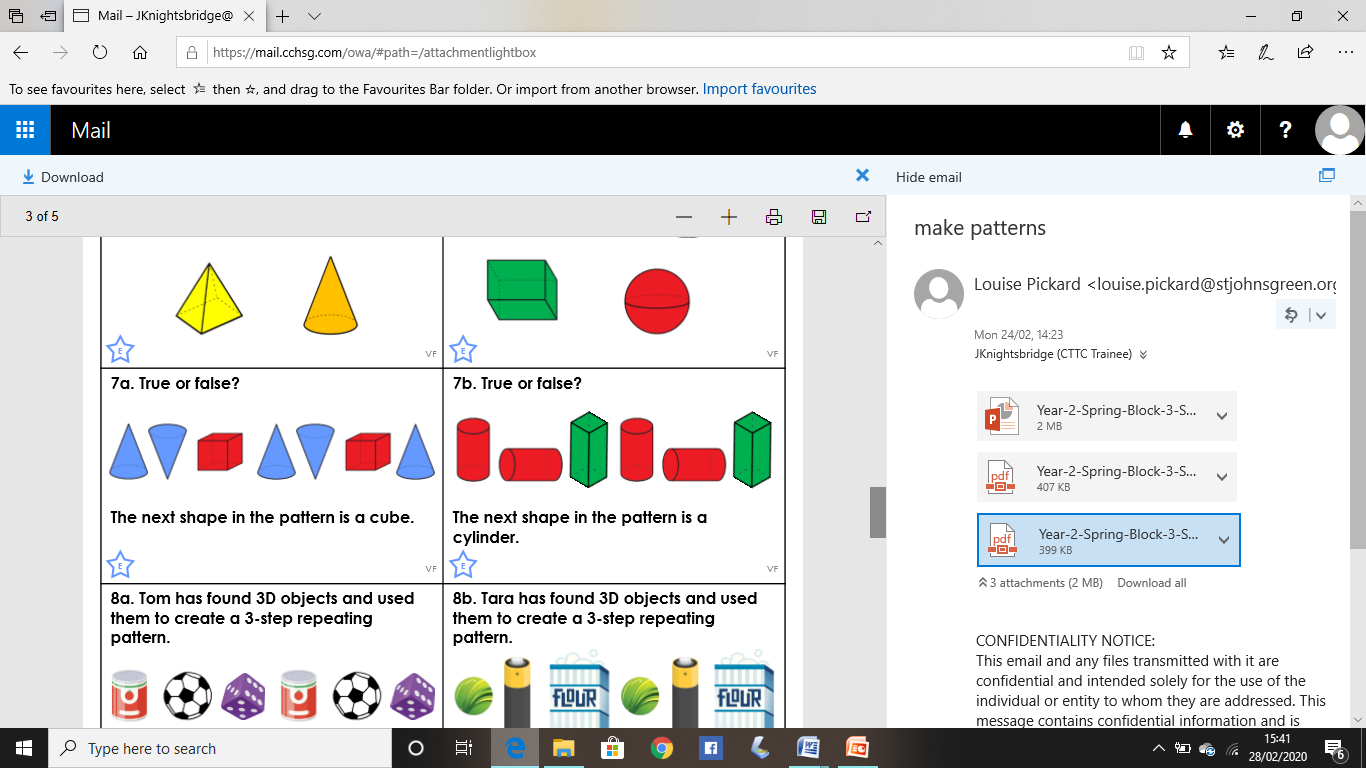 Mail – JKnightsbridge@
https://mail.cchsg.com/owa/#path=/attachmentlightbox
To see favourites here, select ☆ then ☆, and drag to the Favourites Bar folder. Or import from another browser. Import favourites
Mail
?
Download
Hide email
3 of 5
E
VF
E
VF
7a. True or false?
The next shape in the pattern is a cube.
E
VF
7b. True or false?
The next shape in the pattern is a
cylinder.
E
VF
8a. Tom has found 3D objects and used
them to create a 3-step repeating
pattern.
8b. Tara has found 3D objects and used
them to create a 3-step repeating
pattern.
FLOUR
FLOUR
make patterns
Louise Pickard <louise.pickard@stjohnsgreen.org
Mon 24/02, 14:23
JKnightsbridge (CTTC Trainee)
Year-2-Spring-Block-3-S...
2 MB
Year-2-Spring-Block-3-S...
407 KB
Year-2-Spring-Block-3-S...
399 KB
3 attachments (2 MB) Download all
CONFIDENTIALITY NOTICE:
This email and any files transmitted with it are
confidential and intended solely for the use of the
individual or entity to whom they are addressed. This
message contains confidential information and is
Type here to search
15:41
28/02/2020
6